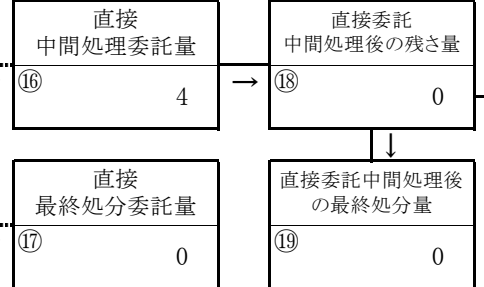 直接
中間処理委託量
⑯
4
→
直接委託
中間処理後の残さ量
⑱
0
↓
直接
最終処分委託量
⑰
0
直接委託中間処理後
の最終処分量
⑲
0